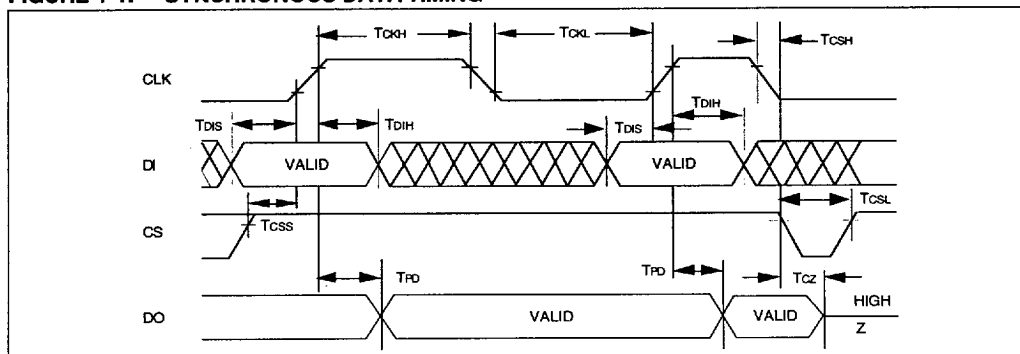 TCKH
TCKL
TCSH
CLK
TDIS
TDIH
TDIS
TDIH
DI
VALID
VALID
CS
TCSS
TCSL
TPD
TPD
TCZ
DO
VALID
VALID
HIGH
Z